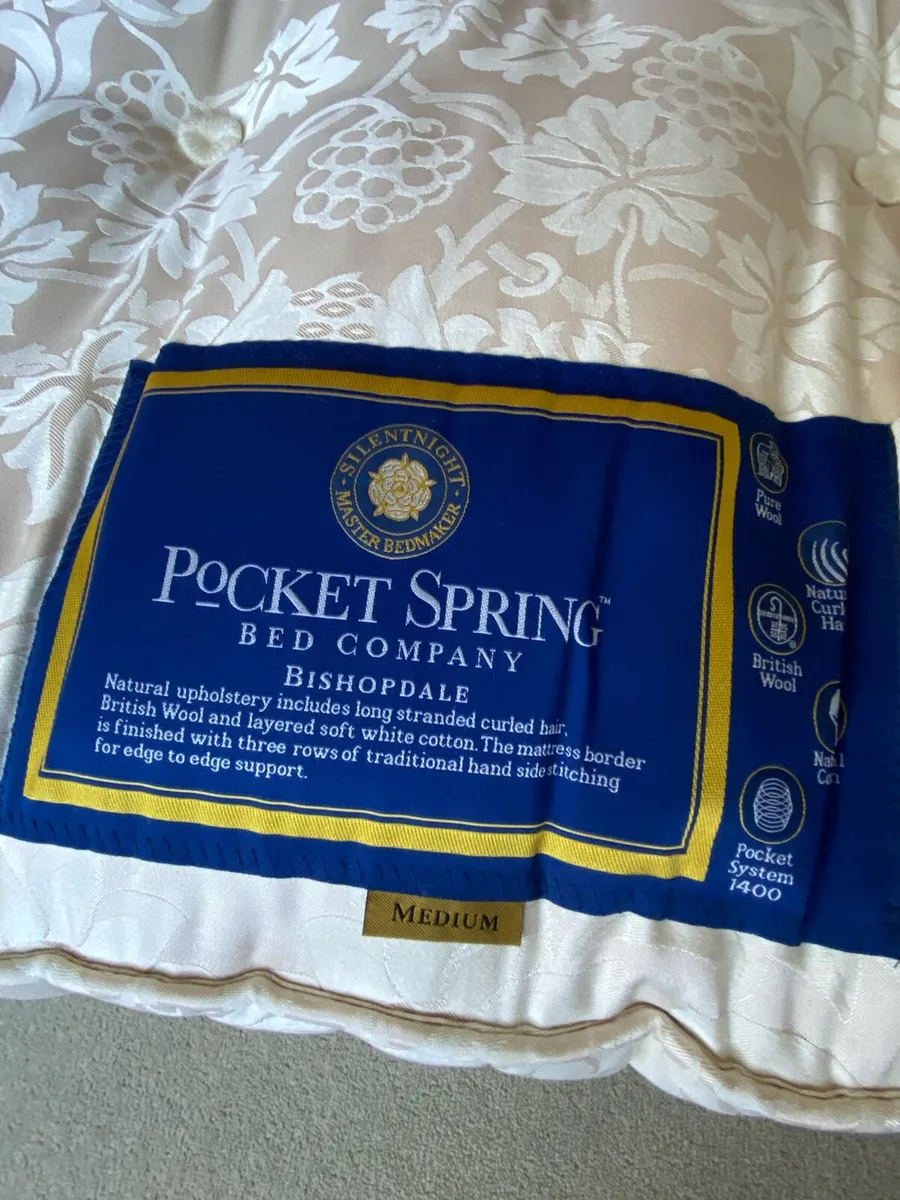 SILENTNIGHT
MASTER BEDMAKER
POCKET SPRING™
BED COMPANY
BISHOPDALE
Natural upholstery includes long stranded curled hair,
British Wool and layered soft white cotton. The mattress border
is finished with three rows of traditional hand side stitching
for edge to edge support.
Pure
Wool
British
Wool
Pocket
System
1400
MEDIUM